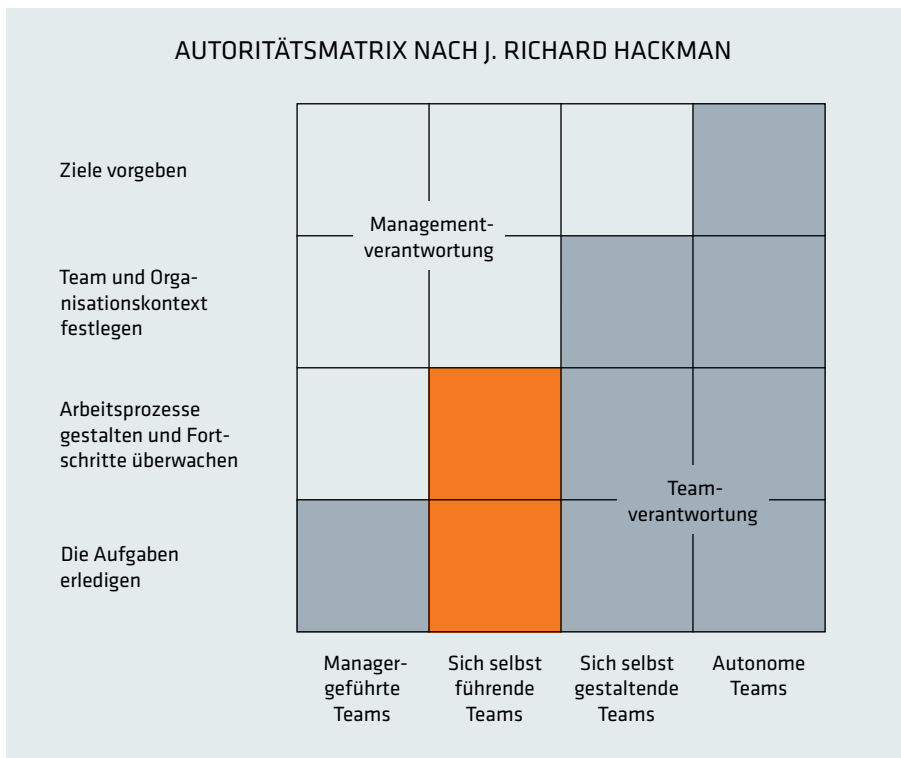 AUTORITÄTSMATRIX NACH J. RICHARD HACKMAN
Ziele vorgeben
Management-
verantwortung
Team und Orga-
nisationskontext
festlegen
Arbeitsprozesse
gestalten und Fort-
schritte überwachen
Team-
verantwortung
Die Aufgaben
erledigen
Manager-
geführte
Teams
Sich selbst
führende
Teams
Sich selbst
gestaltende
Teams
Autonome
Teams